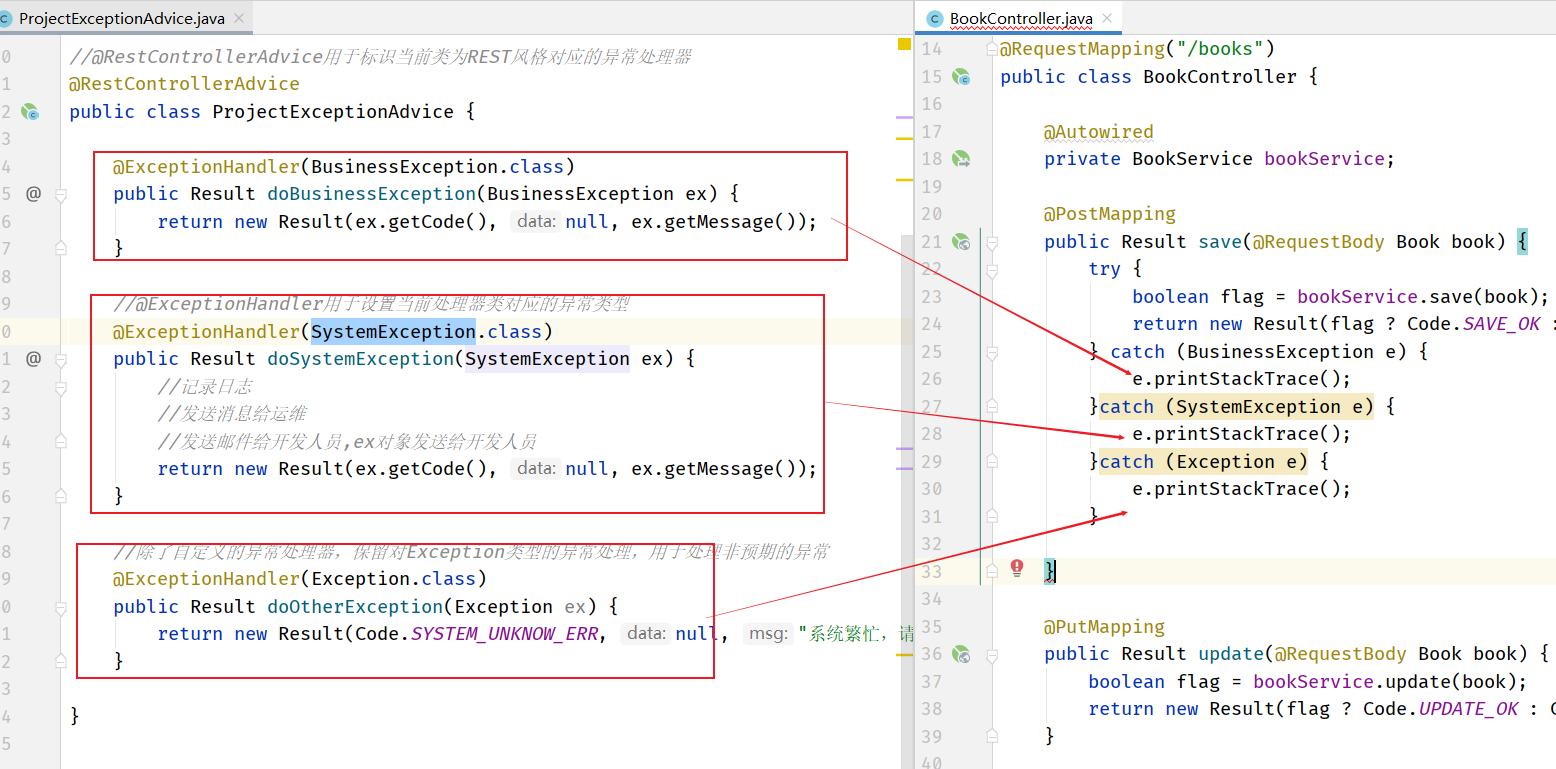 ProjectExceptionAdvice.java
0 //@RestControllerAdvice用于标识当前类为REST风格对应的异常处理器
1 @RestControllerAdvice
2 public class ProjectExceptionAdvice {
3
4 @ExceptionHandler(BusinessException.class)
5 @ public Result doBusinessException(BusinessException ex) {
6 return new Result(ex.getCode(), data: null, ex.getMessage());
7 }
8
9 //@ExceptionHandler用于设置当前处理器类对应的异常类型
0 @ExceptionHandler(SystemException.class)
1 @ public Result doSystemException(SystemException ex) {
2 //记录日志
3 //发送消息给运维
4 //发送邮件给开发人员,ex对象发送给开发人员
5 return new Result(ex.getCode(), data: null, ex.getMessage());
6 }
7
8 //除了自定义的异常处理器，保留对Exception类型的异常处理，用于处理非预期的异常
9 @ExceptionHandler(Exception.class)
0 public Result doOtherException(Exception ex) {
1 return new Result(Code.SYSTEM_UNKNOW_ERR, data: null, msg: "系统繁忙，请
2 }
3
4 }
5
BookController.java
14 @RequestMapping("/books")
15 public class BookController {
16
17 @Autowired
18 private BookService bookService;
19
20 @PostMapping
21 public Result save(@RequestBody Book book) {
22 try {
23 boolean flag = bookService.save(book);
24 return new Result(flag ? Code.SAVE_OK :
25 } catch (BusinessException e) {
26 e.printStackTrace();
27 }catch (SystemException e) {
28 e.printStackTrace();
29 }catch (Exception e) {
30 e.printStackTrace();
31 }
32
33 }
34
35 @PutMapping
36 public Result update(@RequestBody Book book) {
37 boolean flag = bookService.update(book);
38 return new Result(flag ? Code.UPDATE_OK :
39 }
40